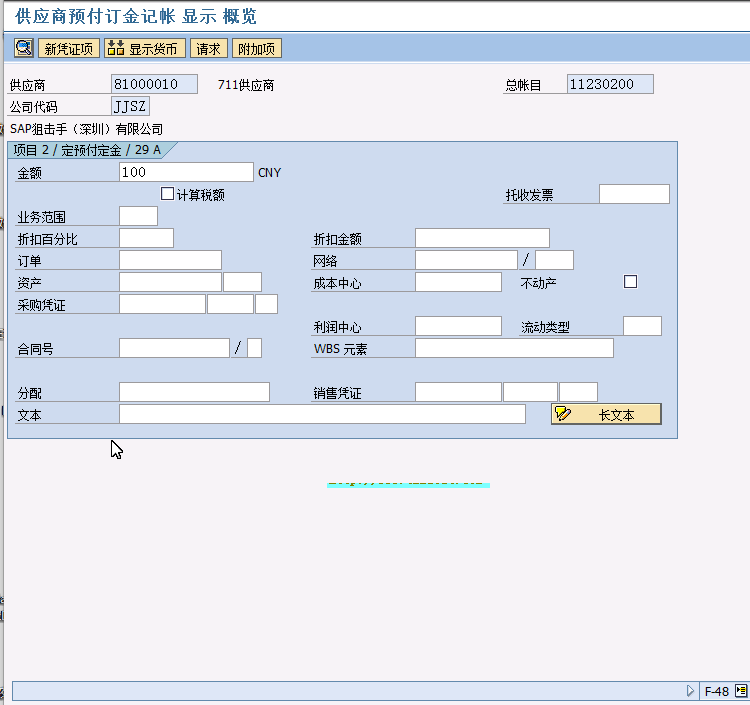 供应商预付订金记帐 显示 概览
新凭证项 显示货币 请求 附加项
供应商 81000010 711供应商 总帐目 11230200
公司代码 JJSZ
SAP狙击手（深圳）有限公司
项目 2 / 定预付定金 / 29 A
金额 100 CNY
计算税额 托收发票
业务范围
折扣百分比 折扣金额
订单 网络 /
资产 成本中心 不动产
采购凭证
利润中心 流动类型
合同号 / WBS 元素
分配 销售凭证
文本 长文本
F-48